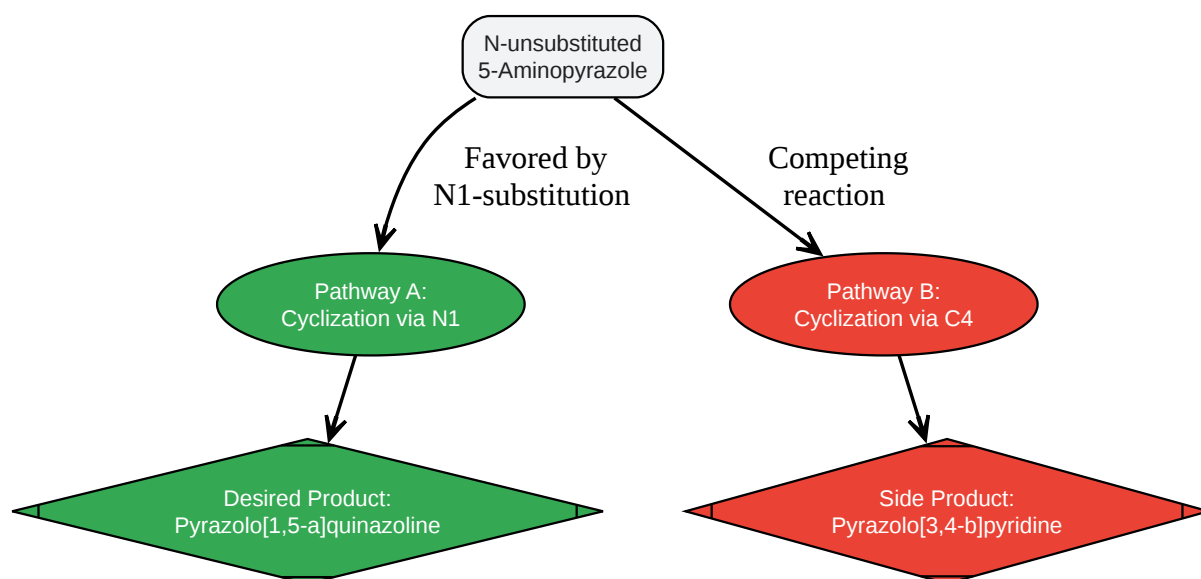 N-unsubstituted
5-Aminopyrazole
Favored by
N1-substitution
Competing
reaction
Pathway A:
Cyclization via N1
Pathway B:
Cyclization via C4
Desired Product:
Pyrazolo[1,5-a]quinazoline
Side Product:
Pyrazolo[3,4-b]pyridine